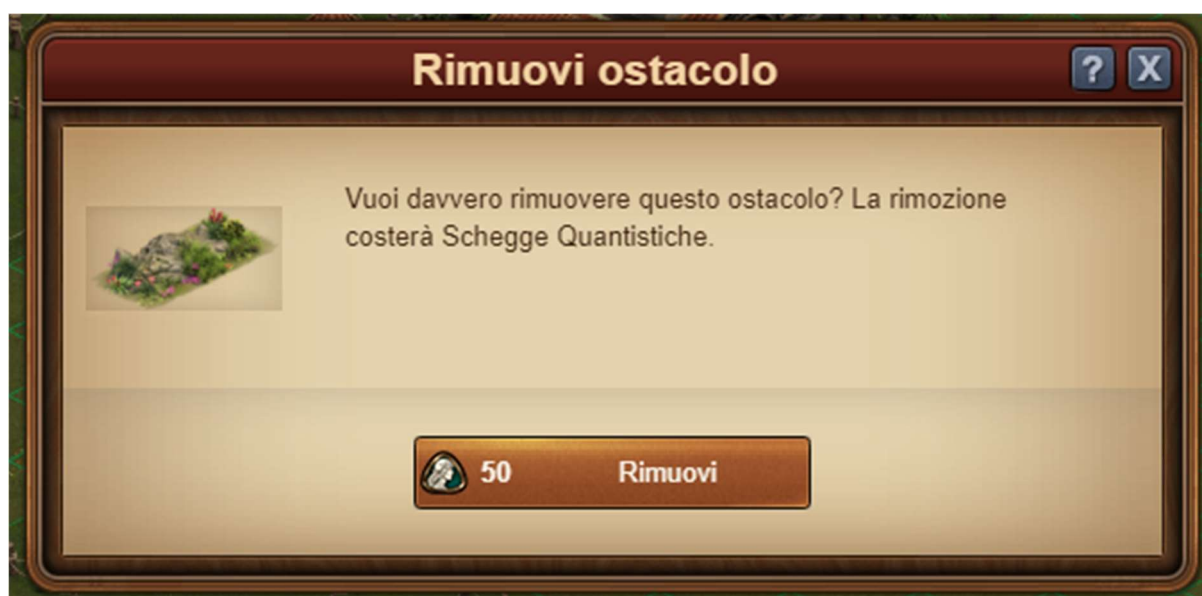 Rimuovi ostacolo
? X
Vuoi davvero rimuovere questo ostacolo? La rimozione
costerà Schegge Quantistiche.
50 Rimuovi